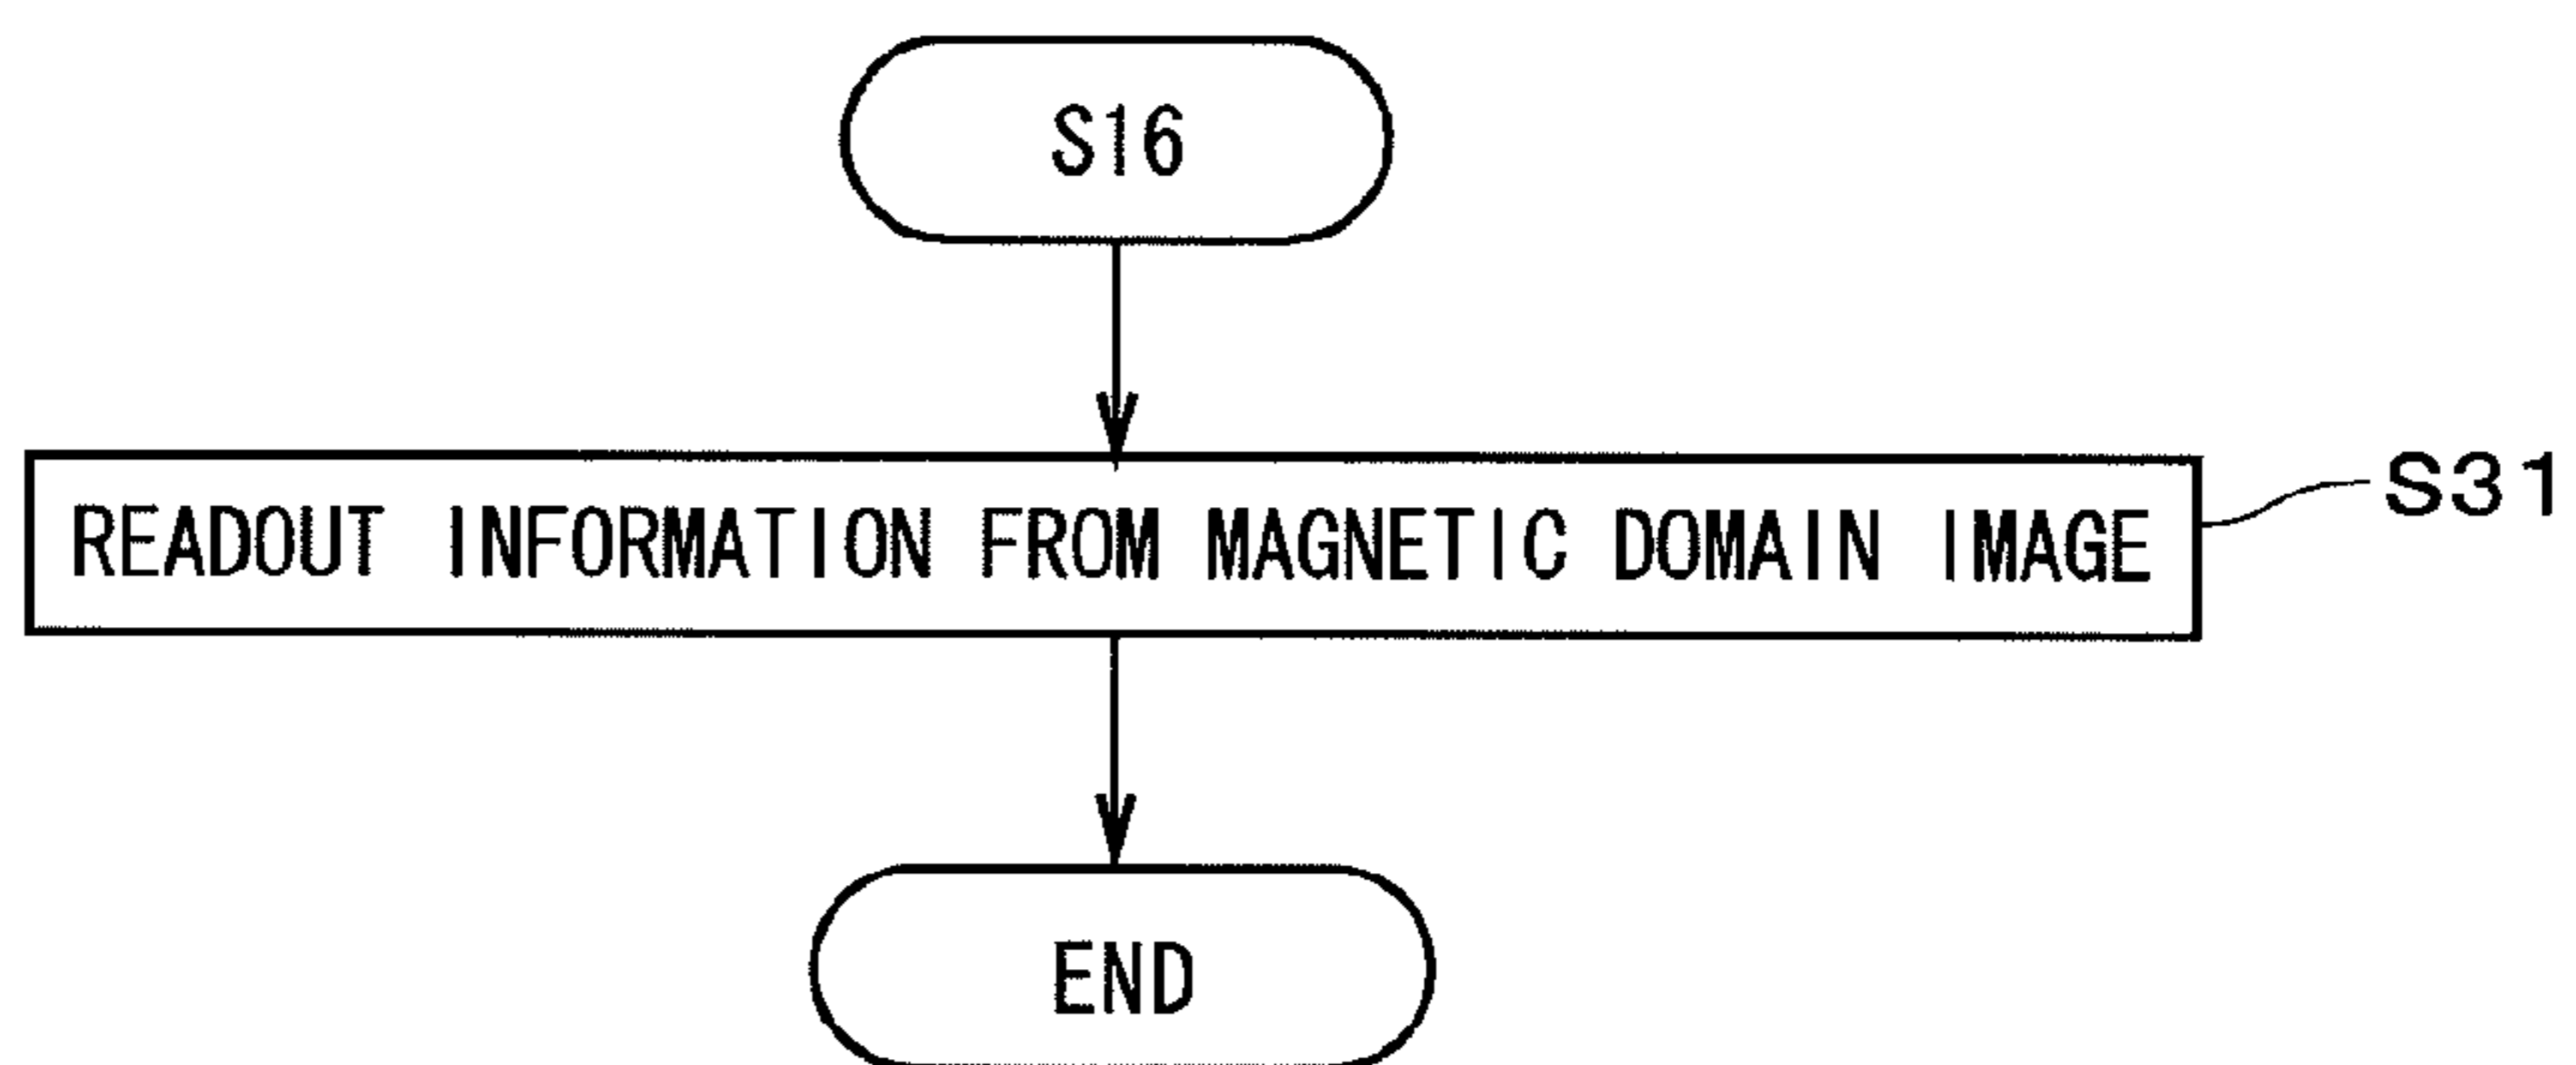 S16
READOUT INFORMATION FROM MAGNETIC DOMAIN IMAGE
S31
END